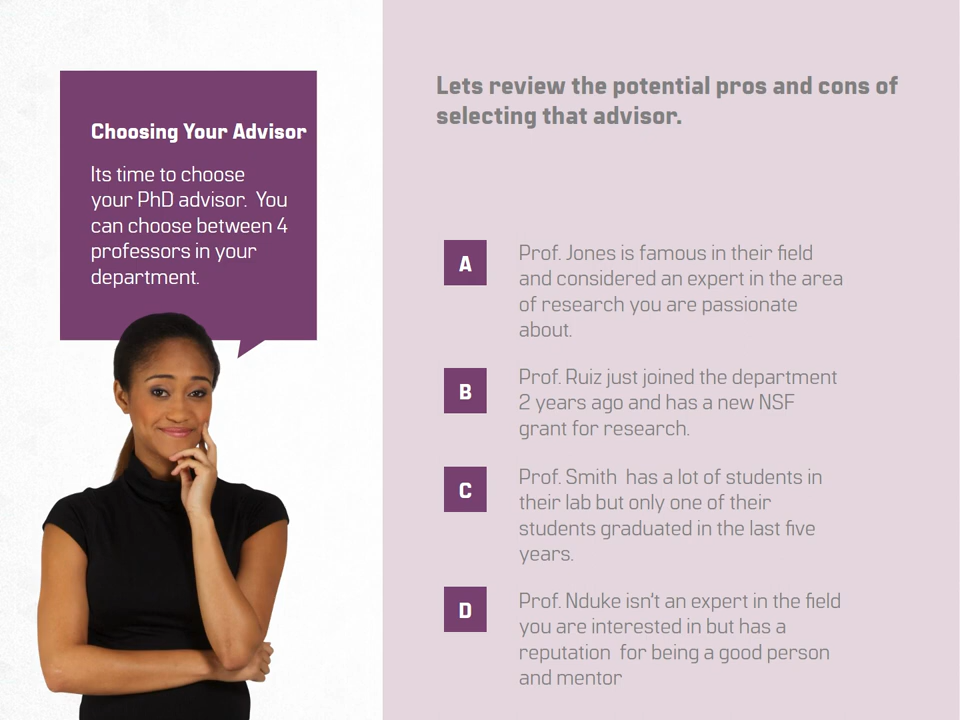 Choosing Your Advisor
Its time to choose
your PhD advisor.  You
can choose between 4
professors in your
department.
Lets review the potential pros and cons of
selecting that advisor.
A
Prof. Jones is famous in their field
and considered an expert in the area
of research you are passionate
about.
B
Prof. Ruiz just joined the department
2 years ago and has a new NSF
grant for research.
C
Prof. Smith  has a lot of students in
their lab but only one of their
students graduated in the last five
years.
D
Prof. Nduke isn't an expert in the field
you are interested in but has a
reputation  for being a good person
and mentor